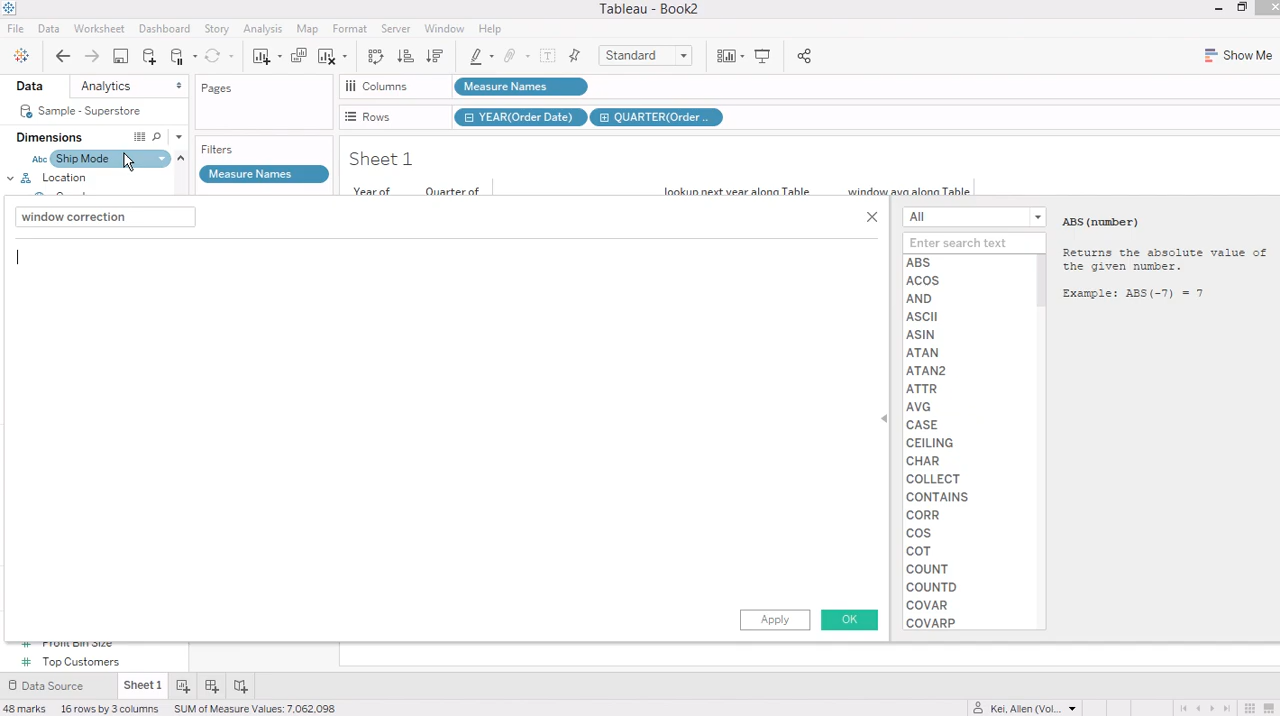 Tableau - Book2
File Data Worksheet Dashboard Story Analysis Map Format Server Window Help
Standard
Show Me
Data Analytics
Pages
Columns
Measure Names
Sample - Superstore
Rows
YEAR(Order Date)
QUARTER(Order ..
Dimensions
Filters
Abc Ship Mode
Sheet 1
Location
Measure Names
Year of Quarter of lookup next year along Table window avg along Table
window correction
All
ABS(number)
Enter search text
Returns the absolute value of
the given number.
Example: ABS(-7) = 7
ABS
ACOS
AND
ASCII
ASIN
ATAN
ATAN2
ATTR
AVG
CASE
CEILING
CHAR
COLLECT
CONTAINS
CORR
COS
COT
COUNT
COUNTD
COVAR
COVARP
Apply
OK
Profit Bin Size
Top Customers
Data Source
Sheet 1
48 marks 16 rows by 3 columns SUM of Measure Values: 7,062,098
Kei, Allen (Vol...